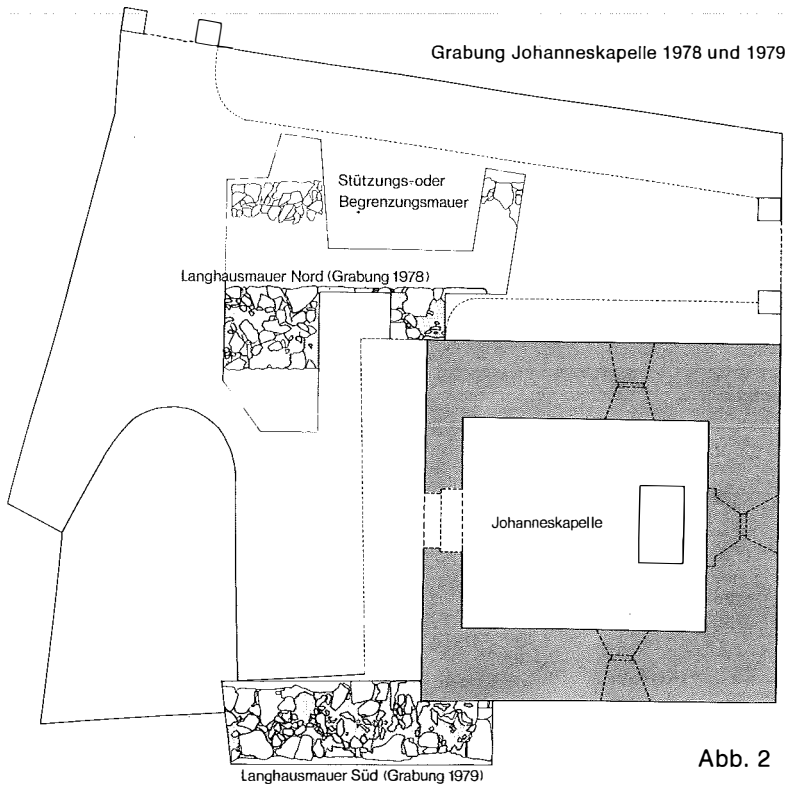 Grabung Johanneskapelle 1978 und 1979
Stützungs-oder
Begrenzungsmauer
Langhausmauer Nord (Grabung 1978)
Johanneskapelle
Abb. 2
Langhausmauer Süd (Grabung 1979)